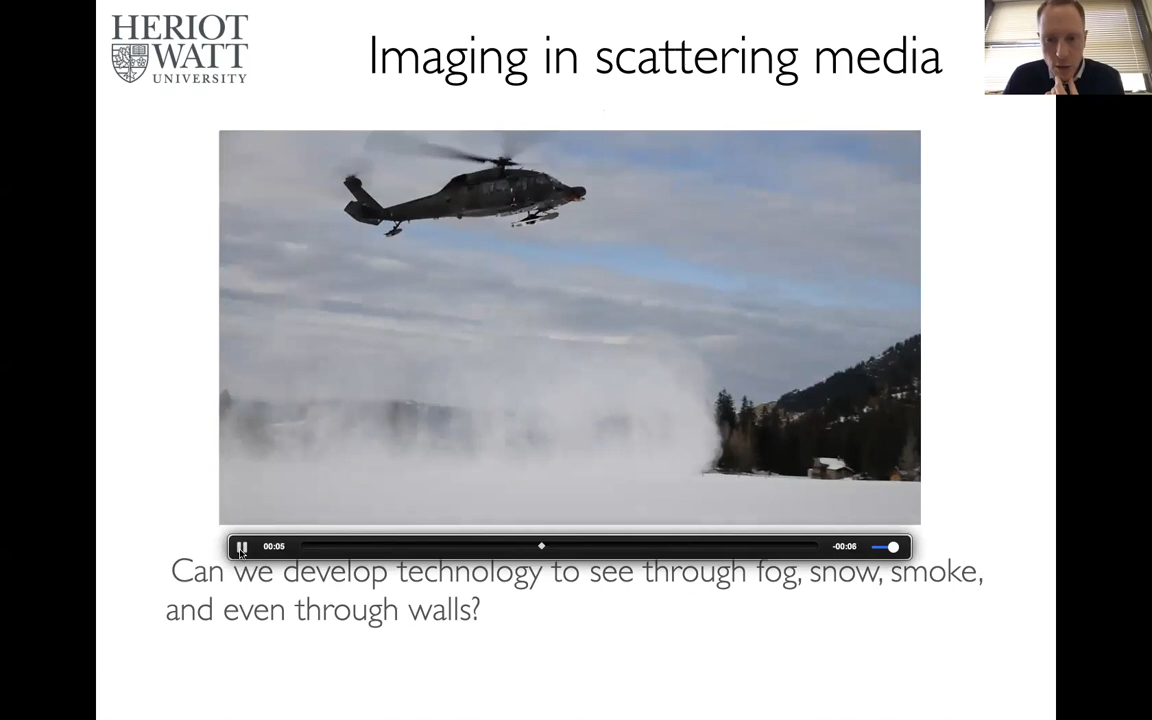 HERIOT
WATT
UNIVERSITY
Imaging in scattering media
00:05
-00:06
Can we develop technology to see through fog, snow, smoke,
and even through walls?